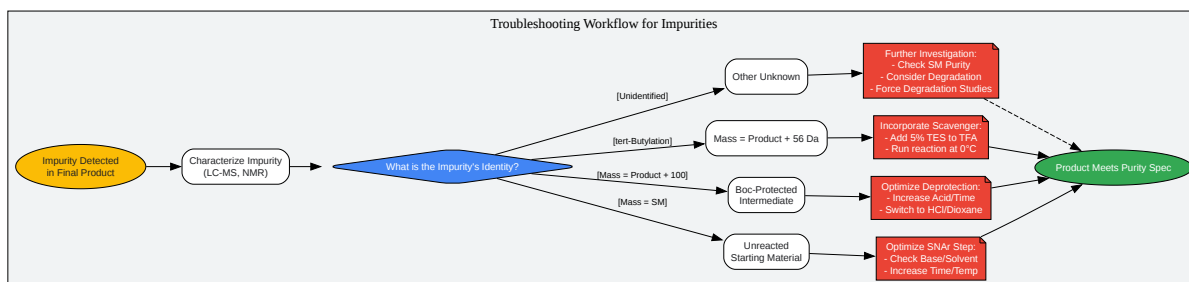 Troubleshooting Workflow for Impurities
Impurity Detected
in Final Product
Characterize Impurity
(LC-MS, NMR)
What is the Impurity's Identity?
[Unidentified]
[tert-Butylation]
[Mass = Product + 100]
[Mass = SM]
Other Unknown
Mass = Product + 56 Da
Boc-Protected
Intermediate
Unreacted
Starting Material
Further Investigation:
- Check SM Purity
- Consider Degradation
- Force Degradation Studies
Incorporate Scavenger:
- Add 5% TES to TFA
- Run reaction at 0°C
Optimize Deprotection:
- Increase Acid/Time
- Switch to HCl/Dioxane
Optimize SNAr Step:
- Check Base/Solvent
- Increase Time/Temp
Product Meets Purity Spec